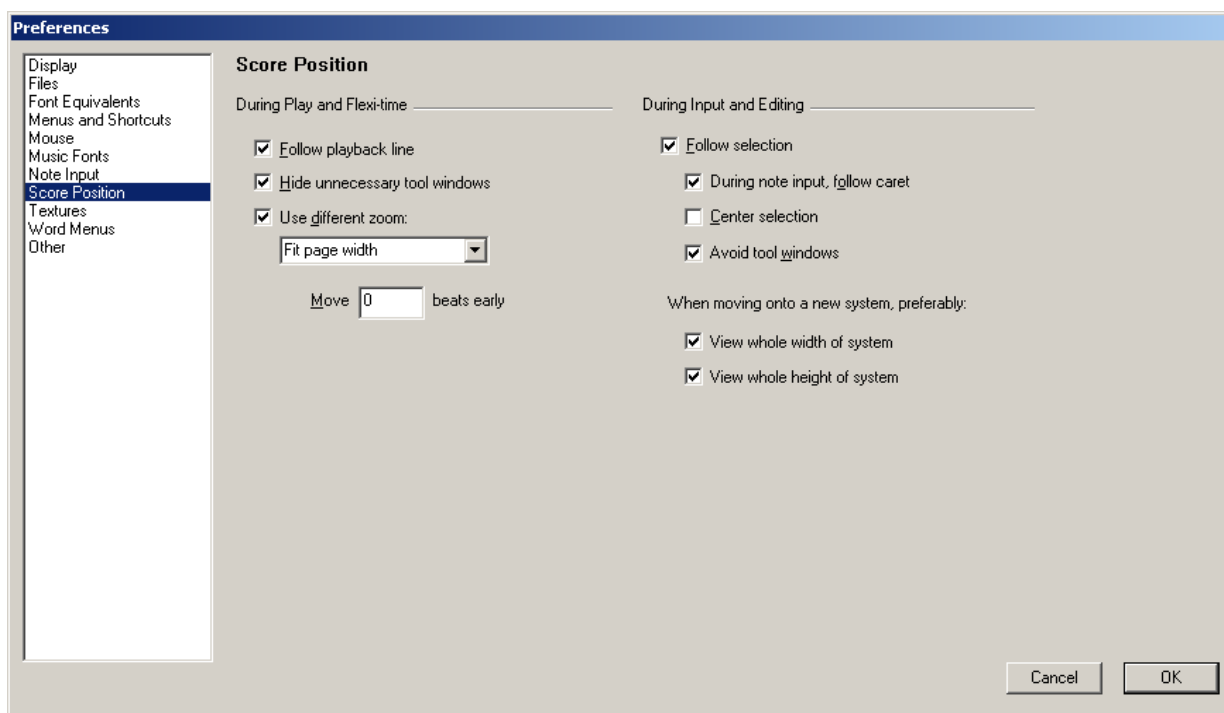 Preferences
Display
Files
Font Equivalents
Menus and Shortcuts
Mouse
Music Fonts
Note Input
Score Position
Textures
Word Menus
Other
Score Position
During Play and Flexi-time
Follow playback line
Hide unnecessary tool windows
Use different zoom:
Fit page width
Move 0 beats early
During Input and Editing
Follow selection
During note input, follow caret
Center selection
Avoid tool windows
When moving onto a new system, preferably:
View whole width of system
View whole height of system
Cancel
OK